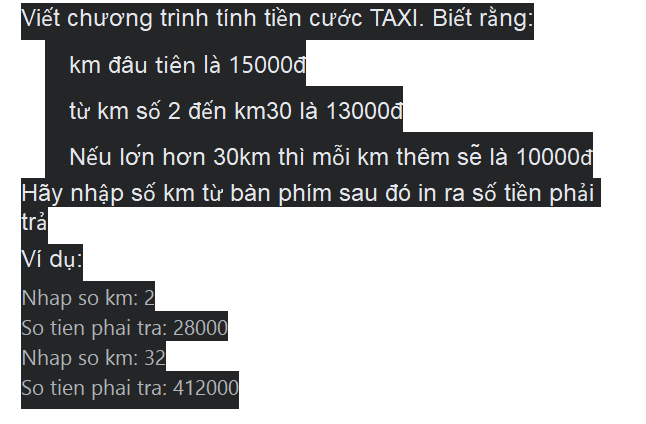 Viết chương trình tính tiền cước TAXI. Biết rằng:
km đâu tiên là 15000đ
từ km số 2 đến km30 là 13000đ
Nếu lớn hơn 30km thì mỗi km thêm sẽ là 10000đ
Hãy nhập số km từ bàn phím sau đó in ra số tiền phải
trả
Ví dụ:
Nhap so km: 2
So tien phai tra: 28000
Nhap so km: 32
So tien phai tra: 412000